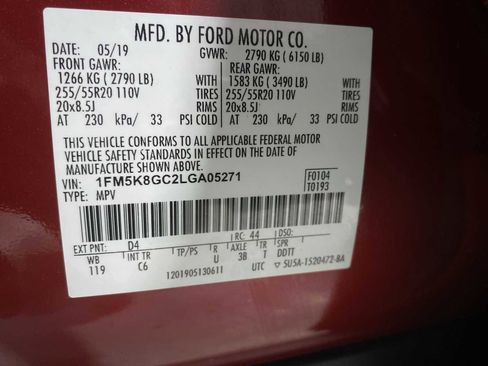 MFD. BY FORD MOTOR CO.
DATE: 05/19 GVWR: 2790 KG ( 6150 LB)
FRONT GAWR: REAR GAWR:
1266 KG ( 2790 LB) WITH 1583 KG ( 3490 LB) WITH
255/55R20 110V TIRES 255/55R20 110V TIRES
20x8.5J RIMS 20x8.5J RIMS
AT 230 kPa/ 33 PSI COLD AT 230 kPa/ 33 PSI COLD
THIS VEHICLE CONFORMS TO ALL APPLICABLE FEDERAL MOTOR
VEHICLE SAFETY STANDARDS IN EFFECT ON THE DATE OF
MANUFACTURE SHOWN ABOVE.
VIN: 1FM5K8GC2LGA05271 F0104
TYPE: MPV T0193
EXT PNT: D4 RC: 44 DSO:
WB INT TR TP/PS R AXLE TR SPR
119 C6 U 3B T DDTT
1201905130611 UTC 5U5A-1520472-BA